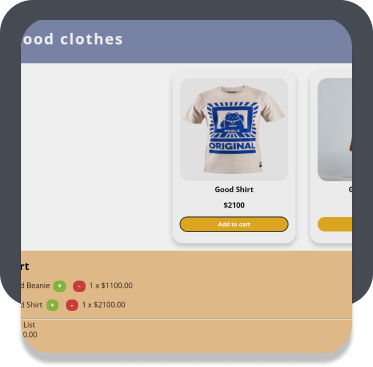 ood clothes
ORIGINAL
Good Shirt
$2100
Add to cart
G
rt
d Beanie + - 1 x $1100.00
d Shirt + - 1 x $2100.00
List
0.00